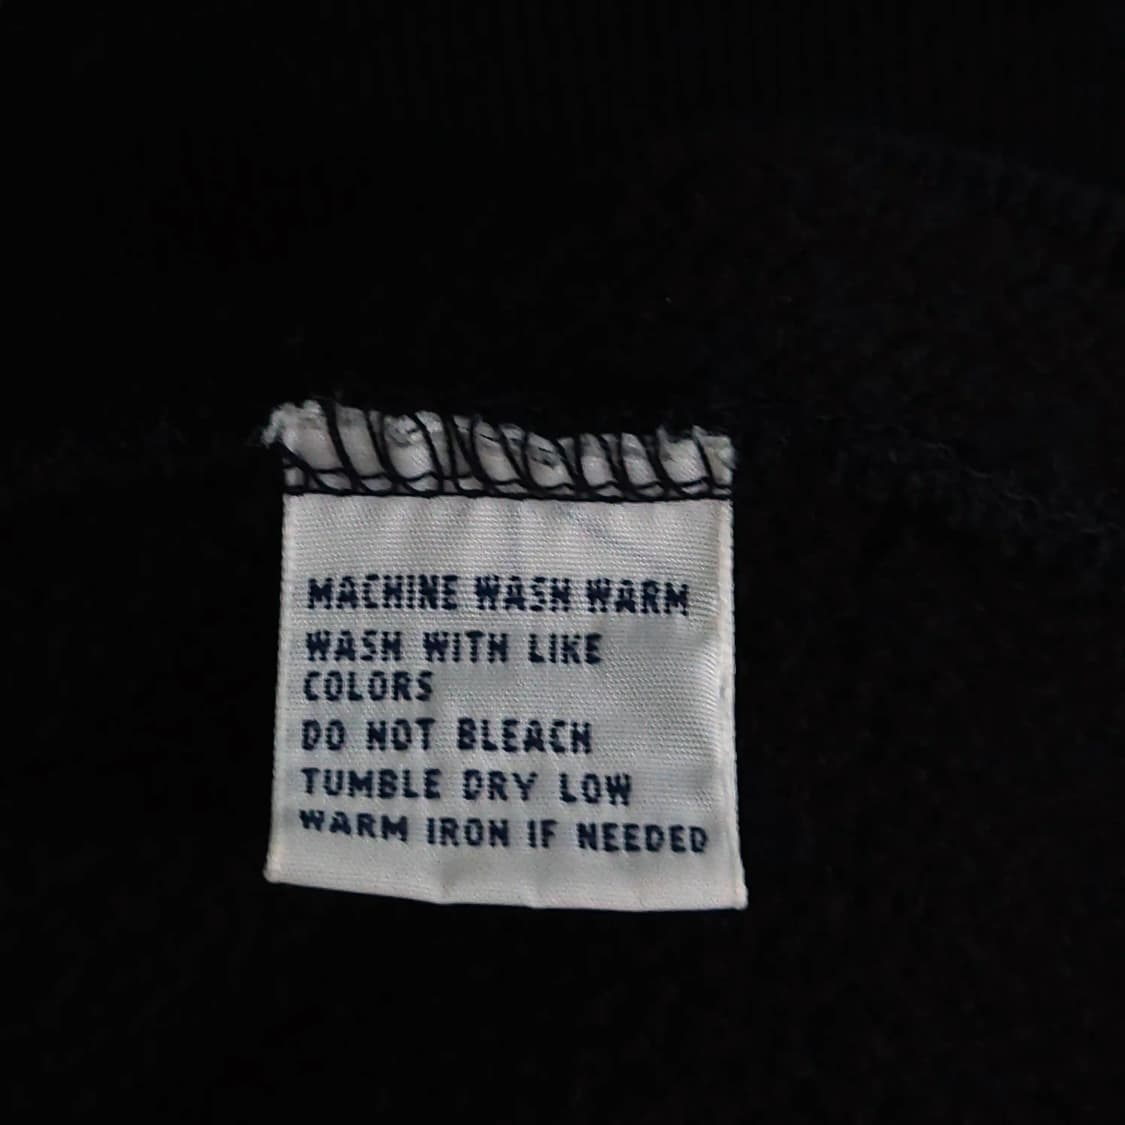 MACHINE WASH WARM
WASH WITH LIKE
COLORS
DO NOT BLEACH
TUMBLE DRY LOW
WARM IRON IF NEEDED